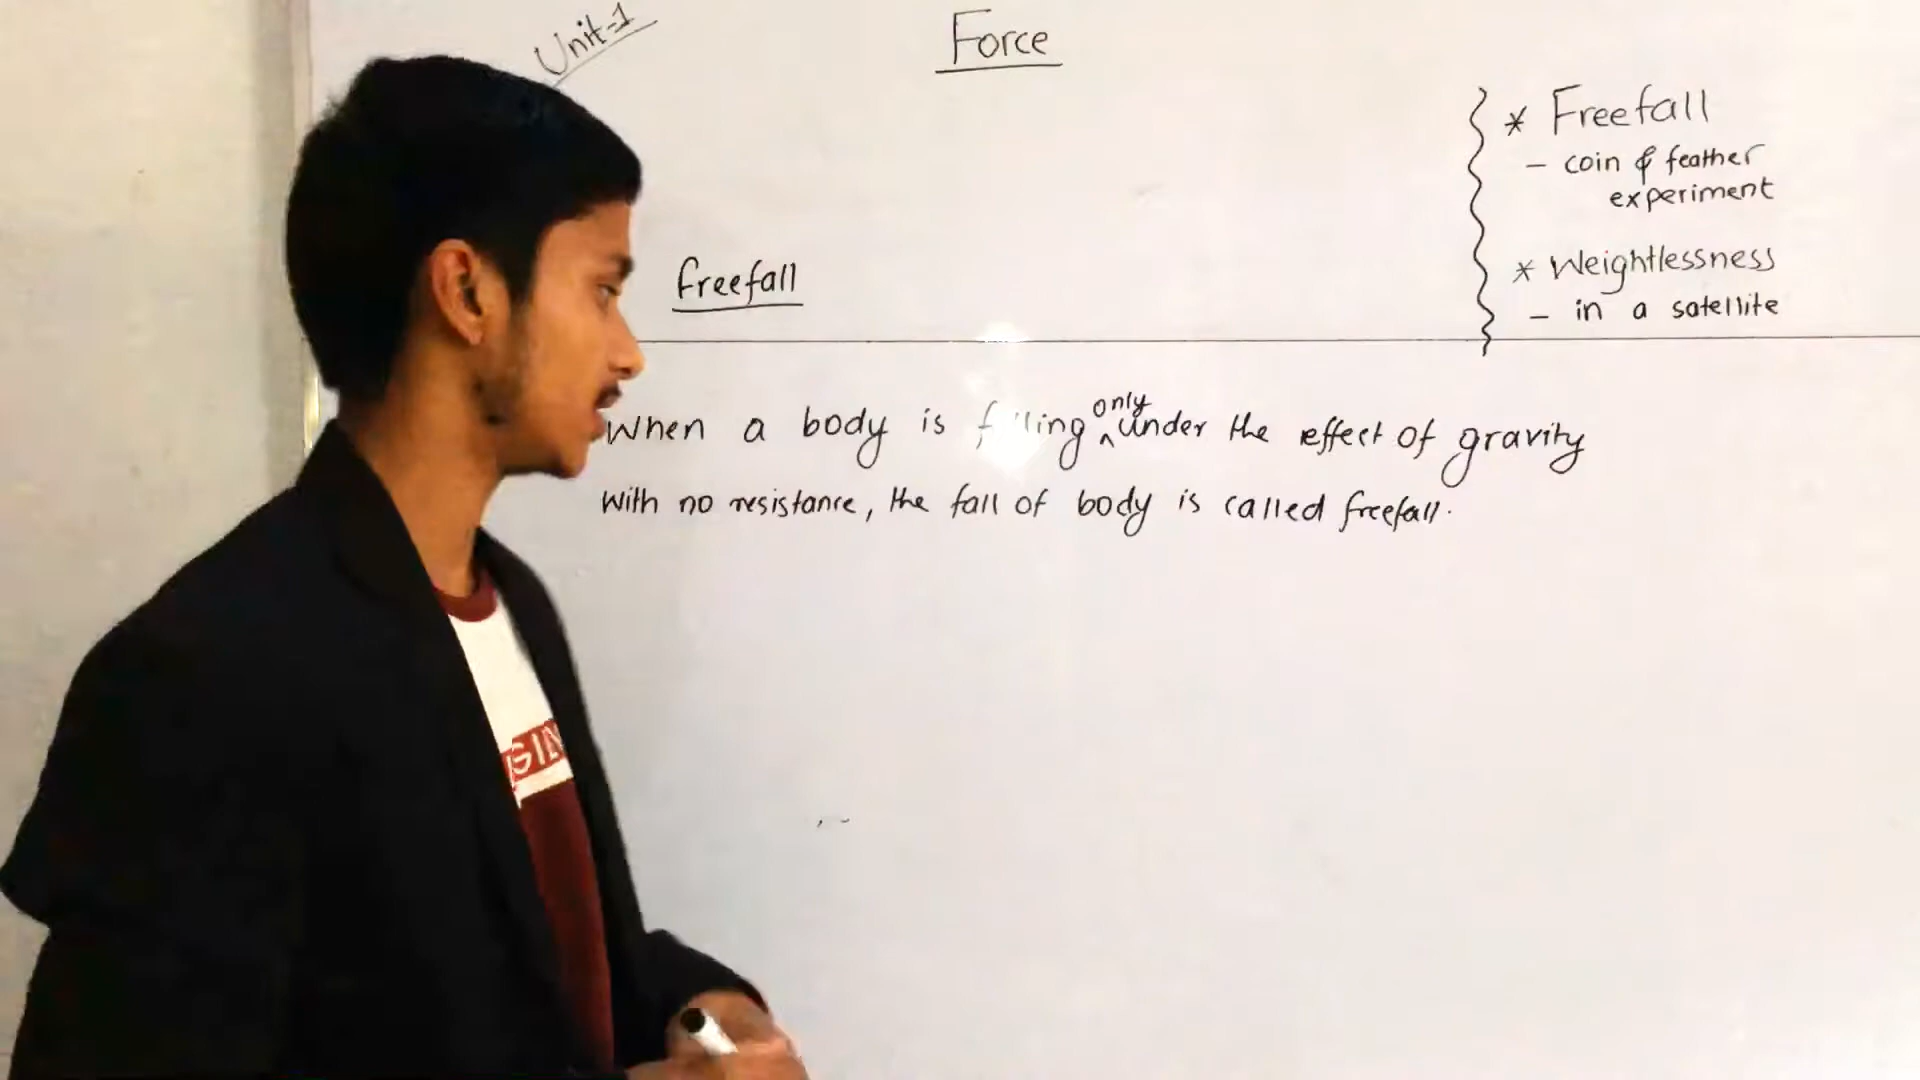 Unit-1
Force
* Freefall
- coin & feather
experiment
* Weightlessness
- in a satellite
freefall
When a body is falling only under the effect of gravity
with no resistance, the fall of body is called freefall.